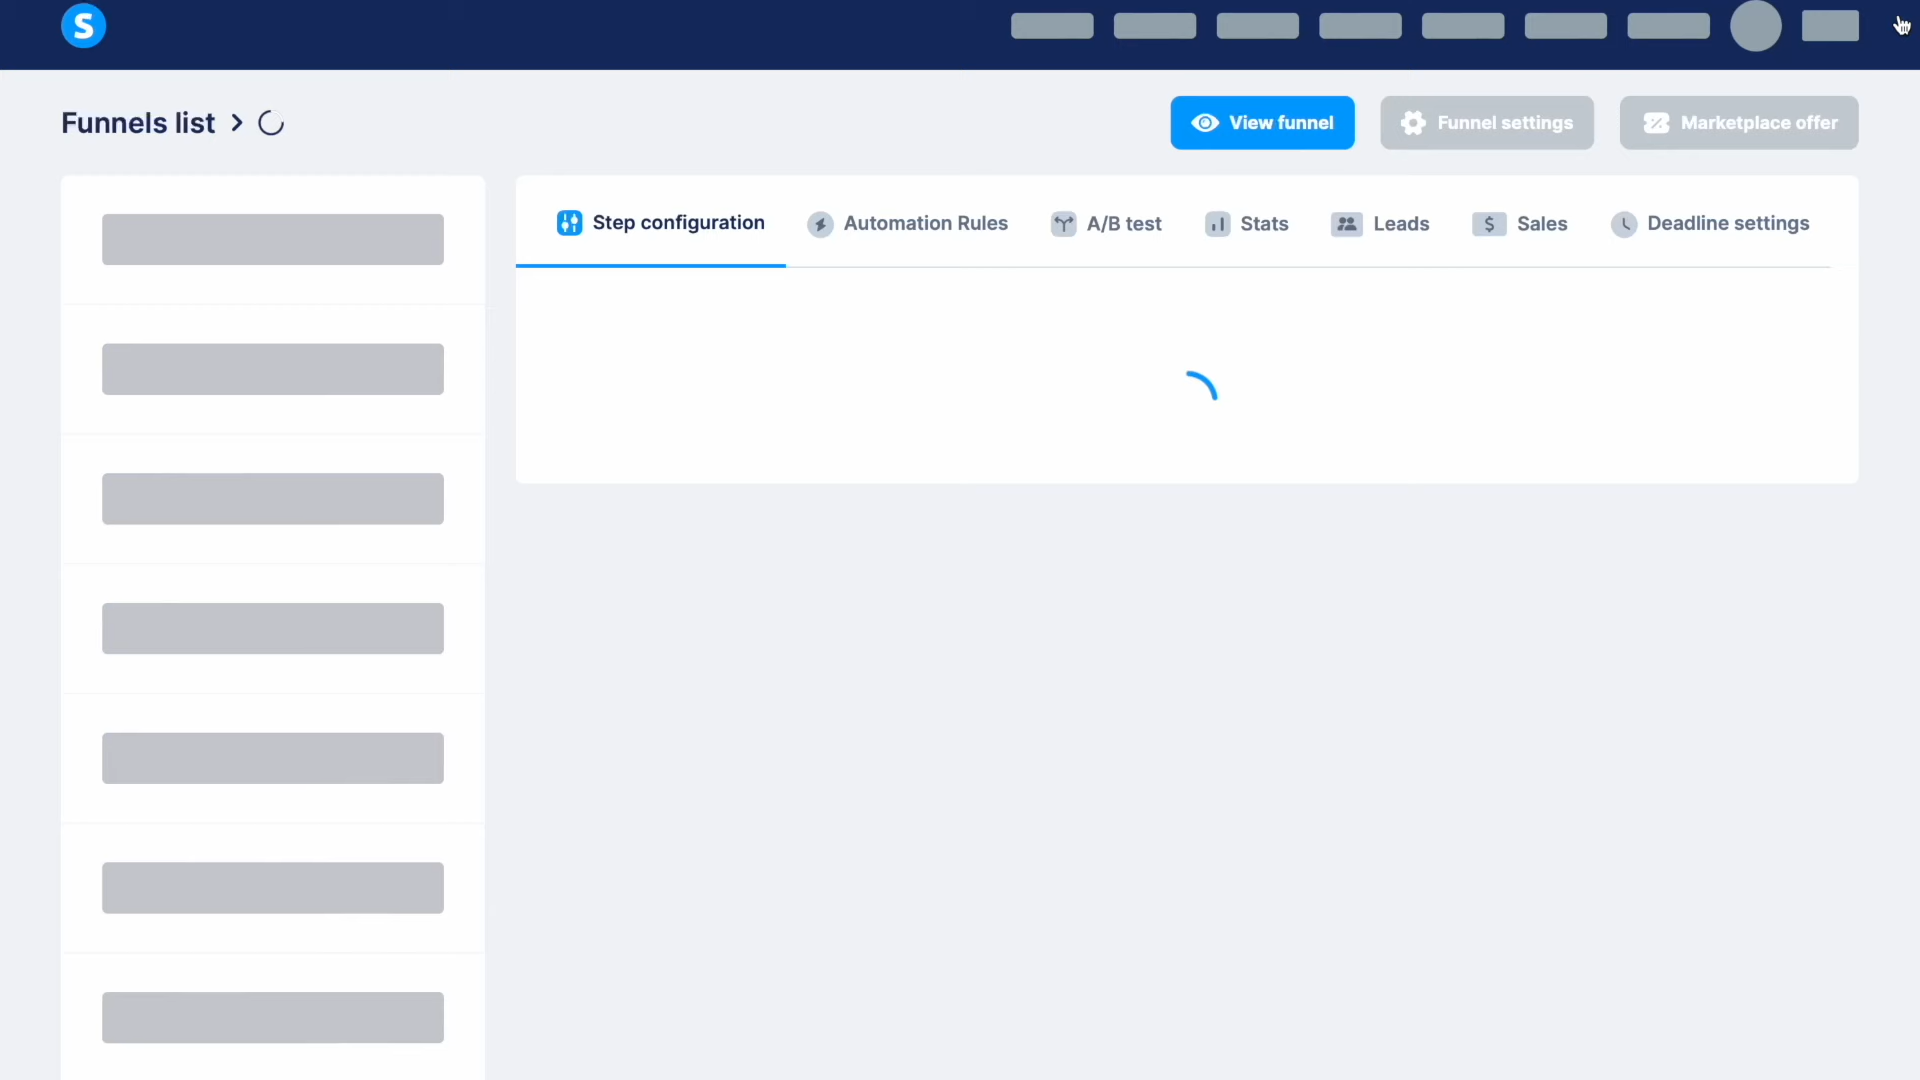 S
Funnels list >
View funnel
Funnel settings
Marketplace offer
Step configuration
Automation Rules
A/B test
Stats
Leads
$ Sales
Deadline settings